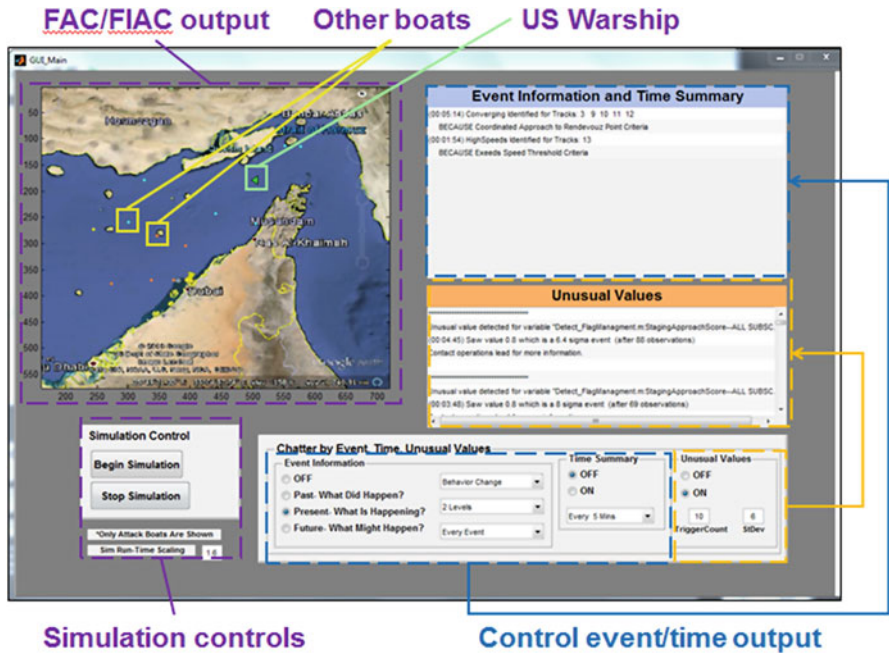 FAC/FIAC output
Other boats
US Warship
GUI_Main
0
50
100
150
200
250
300
350
400
450
500
200
300
400
500
600
700
Hormozgan
Dubai
Ras Al Khaimah
Event Information and Time Summary
(00:05:14) Converging Identified for Tracks: 3 9 10 11 12
BECAUSE Coordinated Approach to Rendevouz Point Criteria
(00:01:54) HighSpeeds Identified for Tracks: 13
BECAUSE Exeeds Speed Threshold Criteria
Unusual Values
unusual value detected for variable "Detect_FlagManagment.m:StagingApproachScore--ALL SUBSC.
(00:04:45) Saw value 0.8 which is a 6.4 sigma event (after 88 observations)
Contact operations lead for more information.
unusual value detected for variable "Detect_FlagManagment.m:StagingApproachScore--ALL SUBSC.
(00:03:48) Saw value 0.8 which is a 8 sigma event (after 69 observations)
Simulation Control
Begin Simulation
Stop Simulation
*Only Attack Boats Are Shown
Sim Run-Time Scaling
Chatter by Event, Time, Unusual Values
Event Information
OFF
Past- What Did Happen?
Present- What Is Happening?
Future- What Might Happen?
Behavior Change
2 Levels
Every Event
Time Summary
OFF
ON
Every 5 Mins
Unusual Values
OFF
ON
10
6
TriggerCount
StDev
Simulation controls
Control event/time output